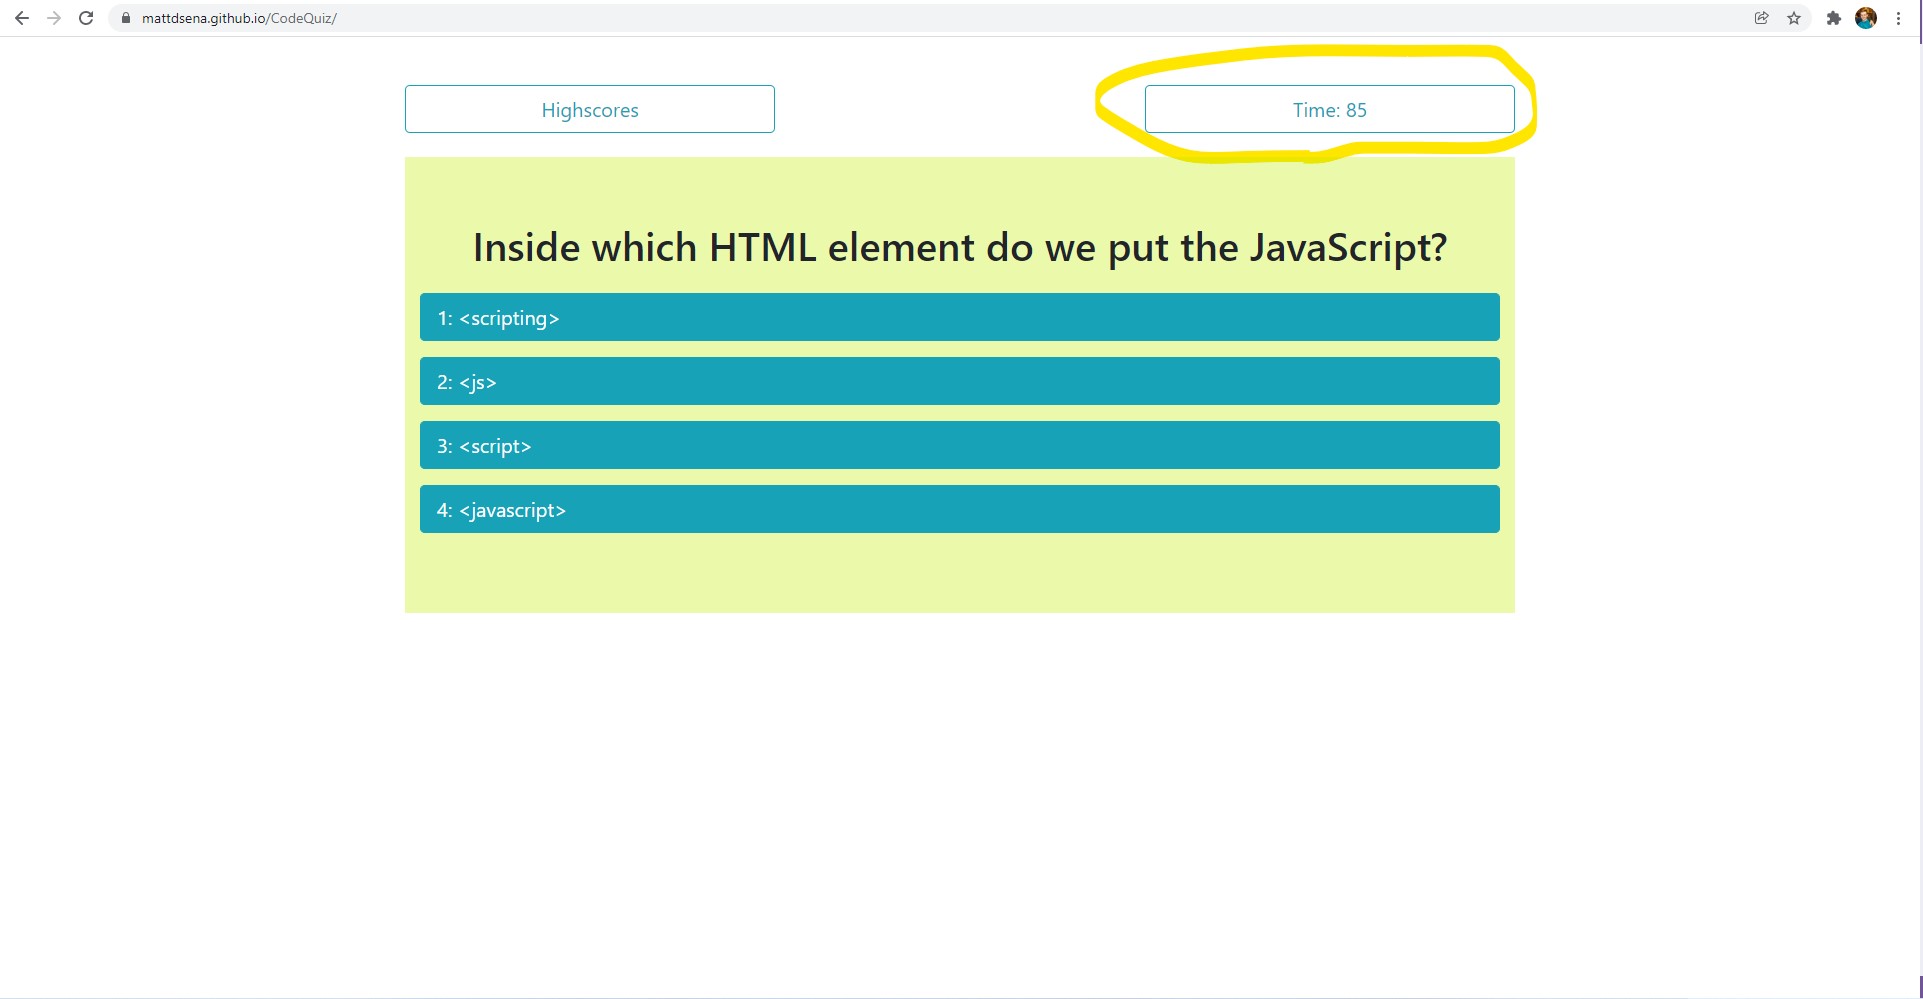 mattdsena.github.io/CodeQuiz/
Highscores
Time: 85
Inside which HTML element do we put the JavaScript?
1: <scripting>
2: <js>
3: <script>
4: <javascript>